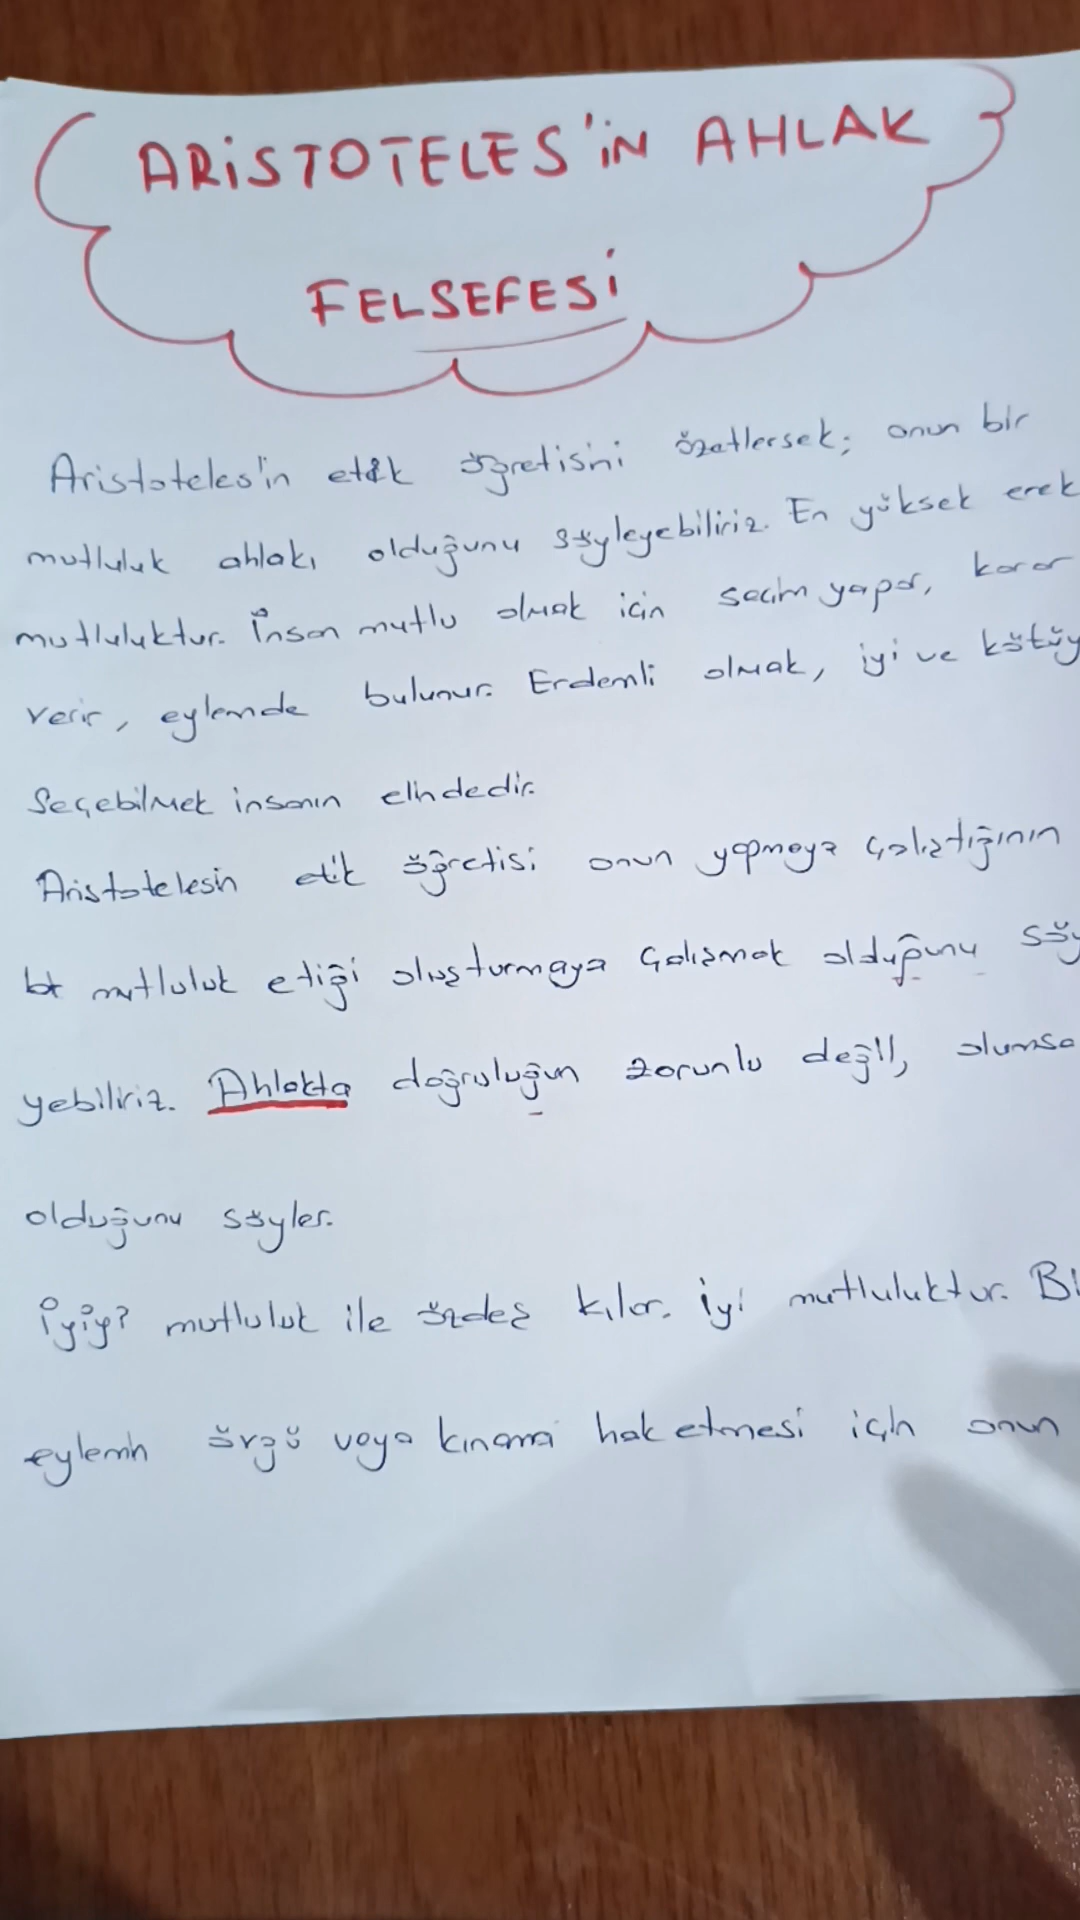 ARİSTOTELES'İN AHLAK
FELSEFESİ
Aristoteles'in etik öğretisini özetlersek; onun bir
mutluluk ahlakı olduğunu söyleyebiliriz. En yüksek erek
mutluluktur. İnsan mutlu olmak için seçim yapar, karar
verir, eylemde bulunur. Erdemli olmak, iyi ve kötüy
Seçebilmek insanın elindedir.
Aristotelesin etik öğretisi onun yapmaya çalıştığının
bir mutluluk etiği oluşturmaya çalışmak olduğunu söy
yebiliriz. Ahlakta doğruluğun zorunlu değil, olumsa
olduğunu söyler.
İyiyi mutluluk ile özdeş kılar. İyi mutluluktur. Bi
eylemin övgü veya kınama hak etmesi için onun